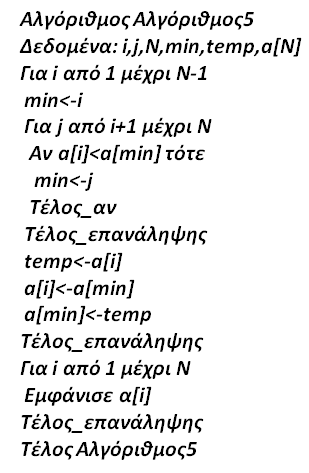 Αλγόριθμος Αλγόριθμος5
Δεδομένα: i,j,N,min,temp,a[N]
Για i από 1 μέχρι N-1
min<-i
Για j από i+1 μέχρι N
Αν a[i]<a[min] τότε
min<-j
Τέλος_αν
Τέλος_επανάληψης
temp<-a[i]
a[i]<-a[min]
a[min]<-temp
Τέλος_επανάληψης
Για i από 1 μέχρι N
Εμφάνισε α[i]
Τέλος_επανάληψης
Τέλος Αλγόριθμος5